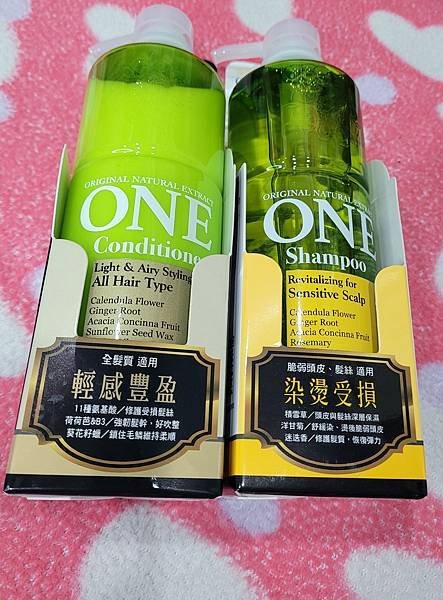 ORIGINAL NATURAL EXTRACT
ONE
Conditione
Light & Airy Styling
All Hair Type
Calendula Flower
Ginger Root
Acacia Concinna Fruit
Sunflower Seed Wax
全髮質 適用
輕感豐盈
11種氨基酸／修護受損髮絲
荷荷芭&B3／強韌髮幹，好吹整
葵花籽蠟／鎖住毛鱗維持柔順
ORIGINAL NATURAL EXTRA
ONE
Shampoo
Revitalizing for
Sensitive Scalp
Calendula Flower
Ginger Root
Acacia Concinna Fruit
Rosemary
脆弱頭皮、髮絲 適用
染燙受損
積雪草／頭皮與髮絲深層保濕
洋甘菊／舒緩染、燙後脆弱頭皮
迷迭香／修護髮質，恢復彈力